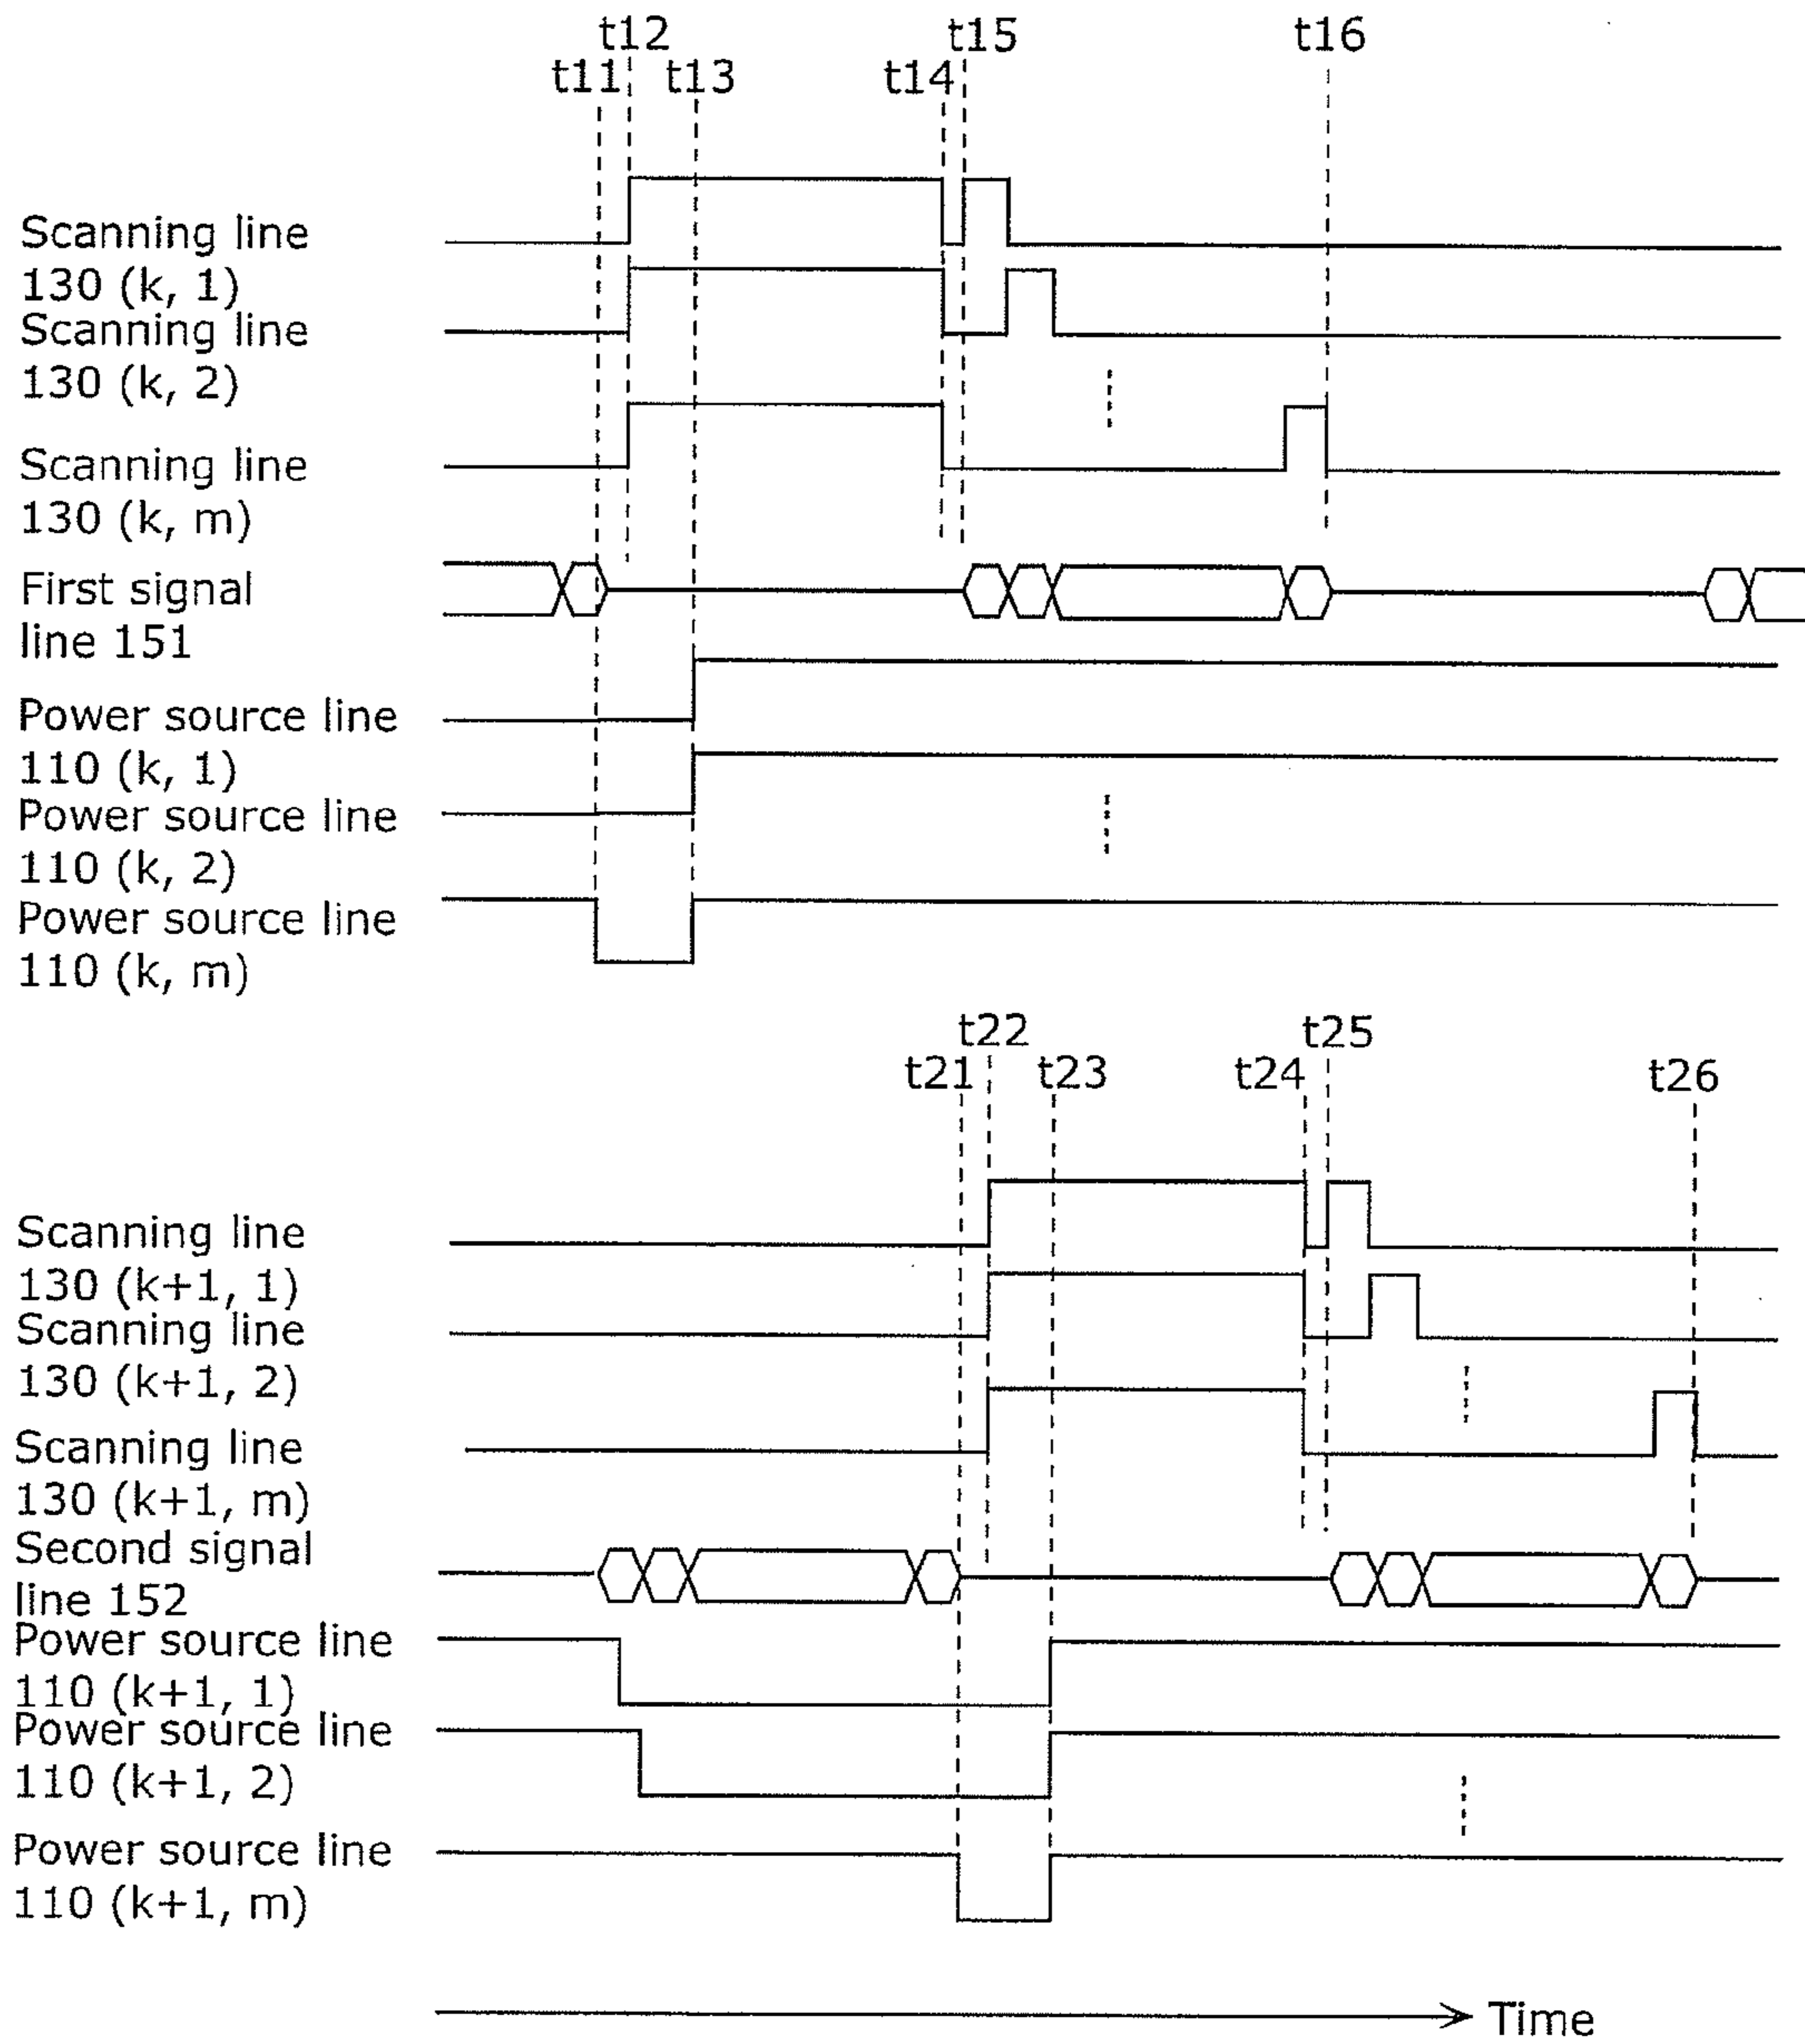 t12
t15
t16
t11
t13
t14
Scanning line
130 (k, 1)
Scanning line
130 (k, 2)
Scanning line
130 (k, m)
First signal
line 151
Power source line
110 (k, 1)
Power source line
110 (k, 2)
Power source line
110 (k, m)
t22
t25
t21
t23
t24
t26
Scanning line
130 (k+1, 1)
Scanning line
130 (k+1, 2)
Scanning line
130 (k+1, m)
Second signal
line 152
Power source line
110 (k+1, 1)
Power source line
110 (k+1, 2)
Power source line
110 (k+1, m)
Time